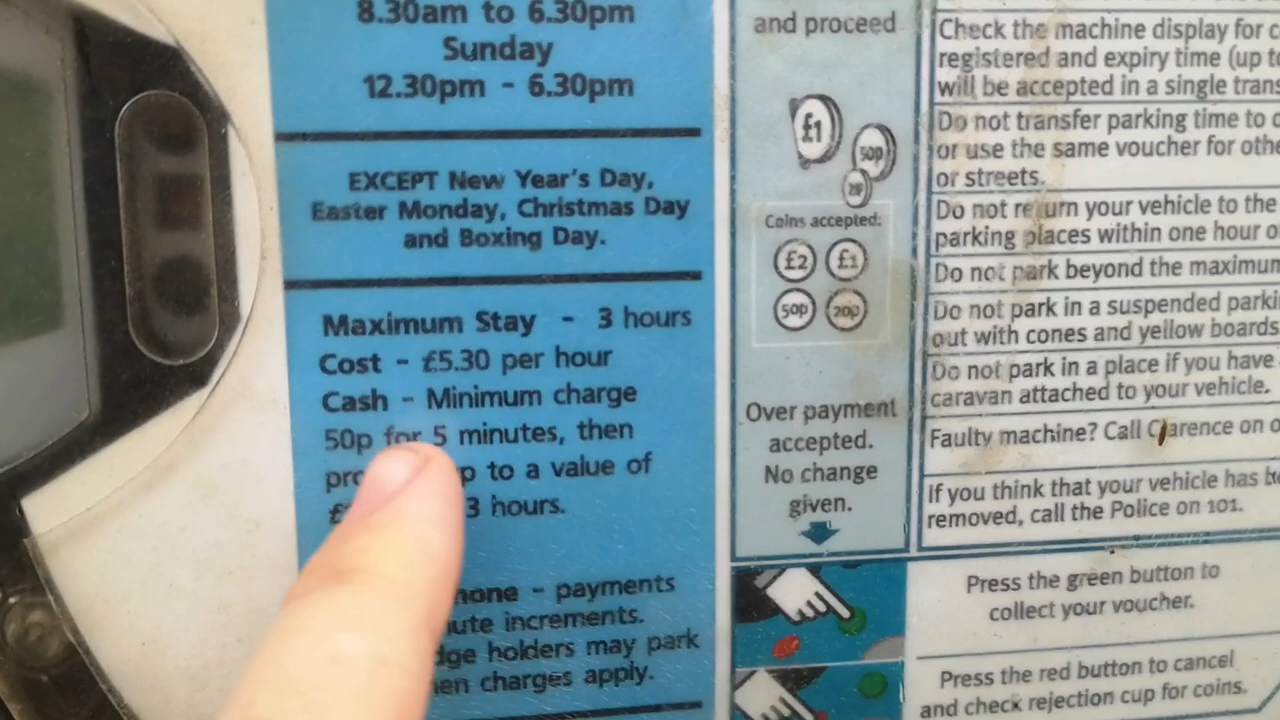 8.30am to 6.30pm
Sunday
12.30pm - 6.30pm
EXCEPT New Year's Day,
Easter Monday, Christmas Day
and Boxing Day.
Maximum Stay - 3 hours
Cost - £5.30 per hour
Cash - Minimum charge
50p for 5 minutes, then
to a value of
3 hours.
payments
increments.
holders may park
charges apply.
and proceed
£1
50p
20p
Coins accepted:
£2 £1
50p 20p
Over payment
accepted.
No change
given.
Check the machine display for
registered and expiry time (up to
will be accepted in a single
Do not transfer parking time to
or use the same voucher for
or streets.
Do not return your vehicle to the
parking places within one hour
Do not park beyond the maximum
Do not park in a suspended
out with cones and yellow boards
Do not park in a place if you have
caravan attached to your vehicle.
Faulty machine? Call Clarence on
If you think that your vehicle has
removed, call the Police on 101.
Press the green button to
collect your voucher.
Press the red button to cancel
and check rejection cup for coins.